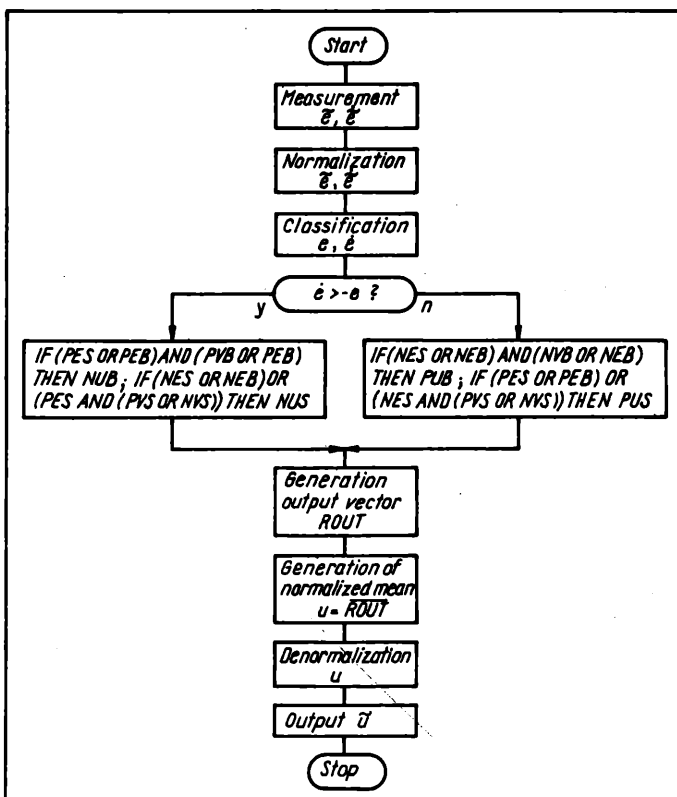 Start
Measurement
ẽ, ẽ̇
Normalization
ẽ, ẽ̇
Classification
e, ė
ė > -e ?
y
n
IF (PES OR PEB) AND (PVB OR PEB)
THEN NUB; IF (NES OR NEB) OR
(PES AND (PVS OR NVS)) THEN NUS
IF (NES OR NEB) AND (NVB OR NEB)
THEN PUB; IF (PES OR PEB) OR
(NES AND (PVS OR NVS)) THEN PUS
Generation
output vector
ROUT
Generation of
normalized mean
u = R̅O̅U̅T̅
Denormalization
u
Output ũ
Stop